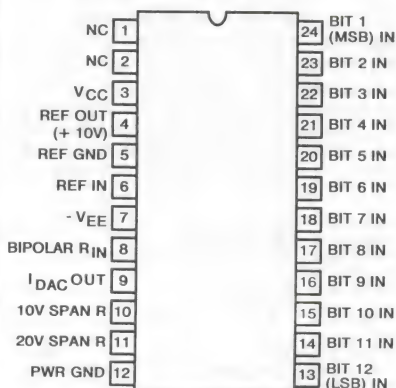 NC 1
NC 2
VCC 3
REF OUT
(+ 10V) 4
REF GND 5
REF IN 6
- VEE 7
BIPOLAR RIN 8
IDAC OUT 9
10V SPAN R 10
20V SPAN R 11
PWR GND 12
24 BIT 1
(MSB) IN
23 BIT 2 IN
22 BIT 3 IN
21 BIT 4 IN
20 BIT 5 IN
19 BIT 6 IN
18 BIT 7 IN
17 BIT 8 IN
16 BIT 9 IN
15 BIT 10 IN
14 BIT 11 IN
13 BIT 12
(LSB) IN